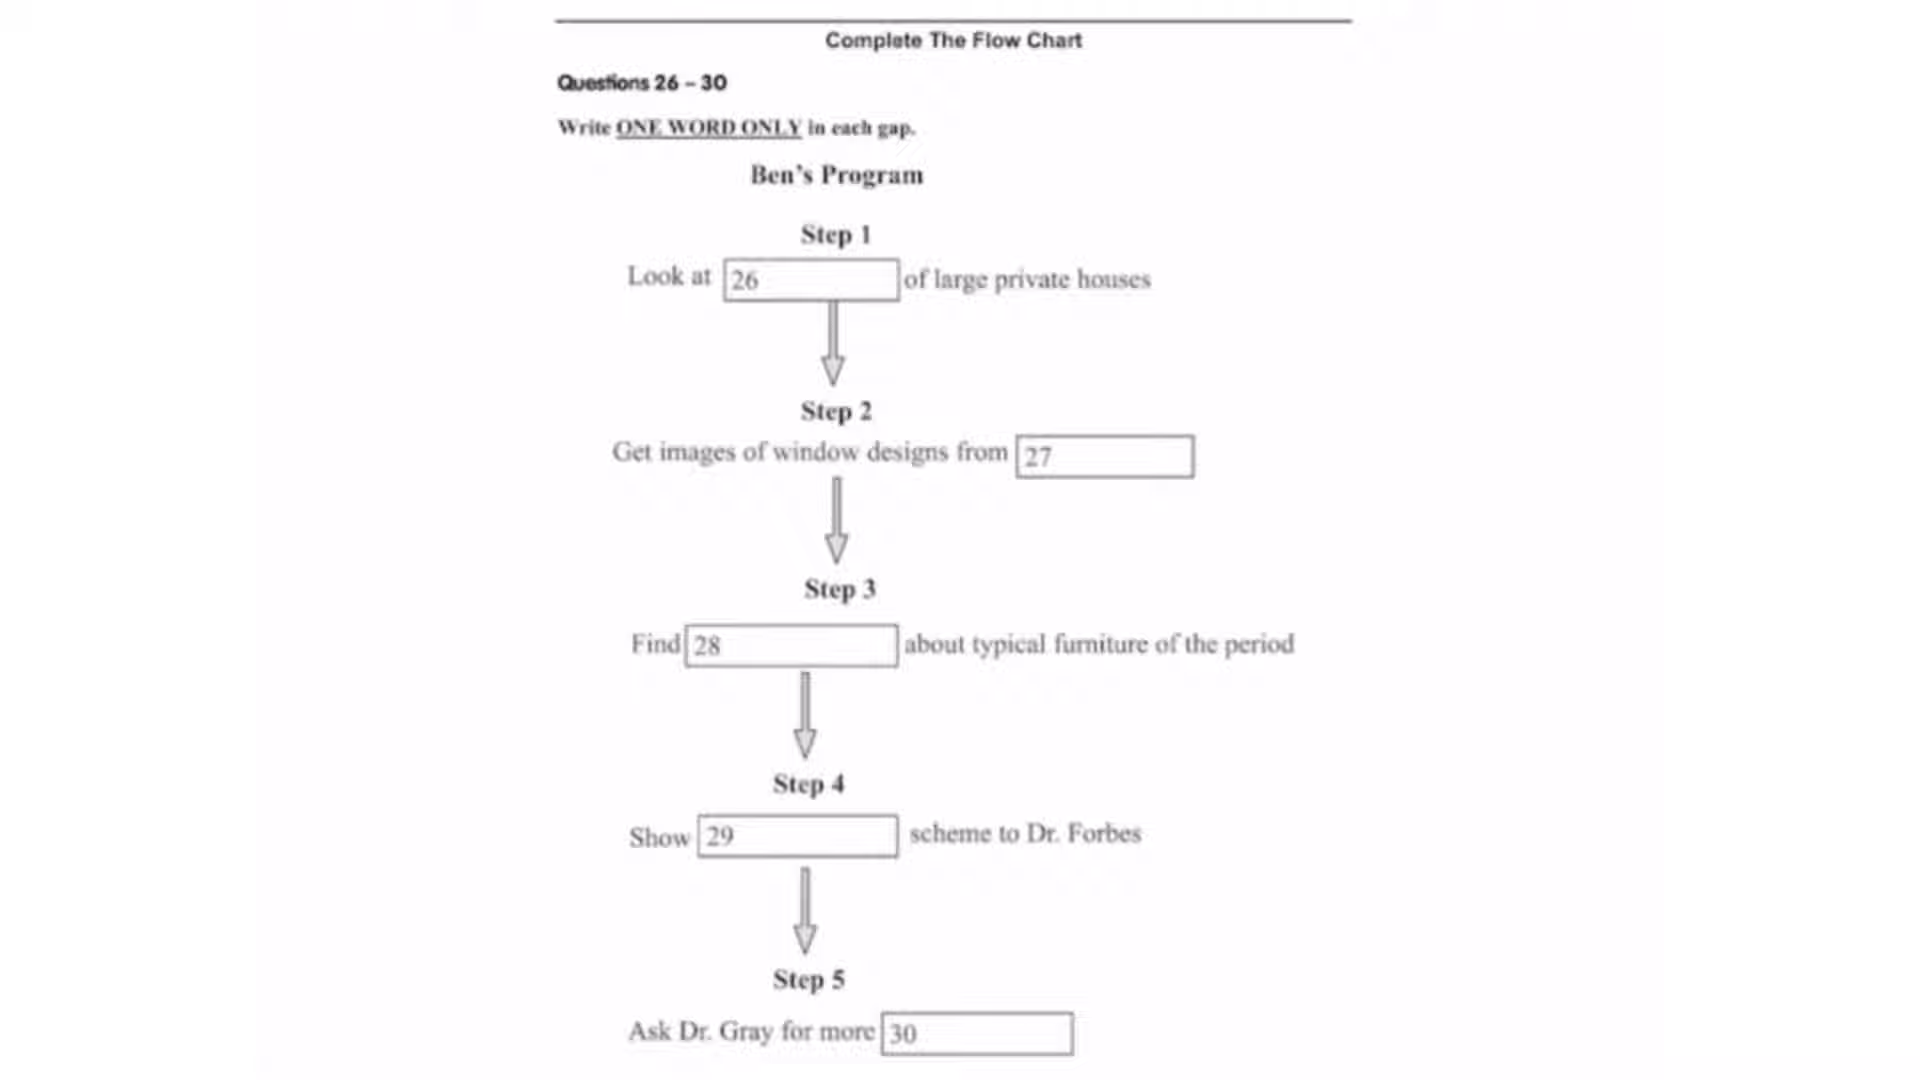 Complete The Flow Chart
Questions 26 – 30
Write ONE WORD ONLY in each gap.
Ben's Program
Step 1
Look at 26 of large private houses
Step 2
Get images of window designs from 27
Step 3
Find 28 about typical furniture of the period
Step 4
Show 29 scheme to Dr. Forbes
Step 5
Ask Dr. Gray for more 30